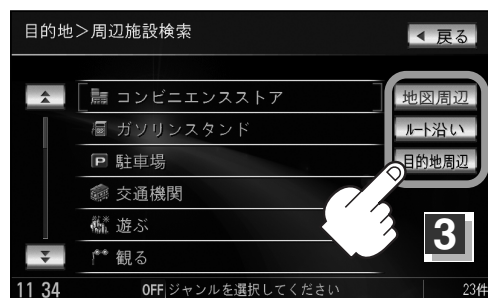 目的地＞周辺施設検索
戻る
コンビニエンスストア
地図周辺
ガソリンスタンド
ルート沿い
P 駐車場
目的地周辺
交通機関
遊ぶ
3
観る
11 34 OFF ジャンルを選択してください 23件